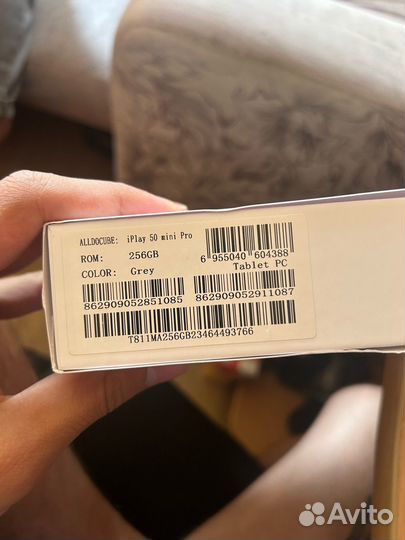 ALLDOCUBE: iPlay 50 mini Pro
ROM: 256GB
COLOR: Grey
6 955040 604388
Tablet PC
862909052851085 862909052911087
T811MA256GB23464493766
Avito